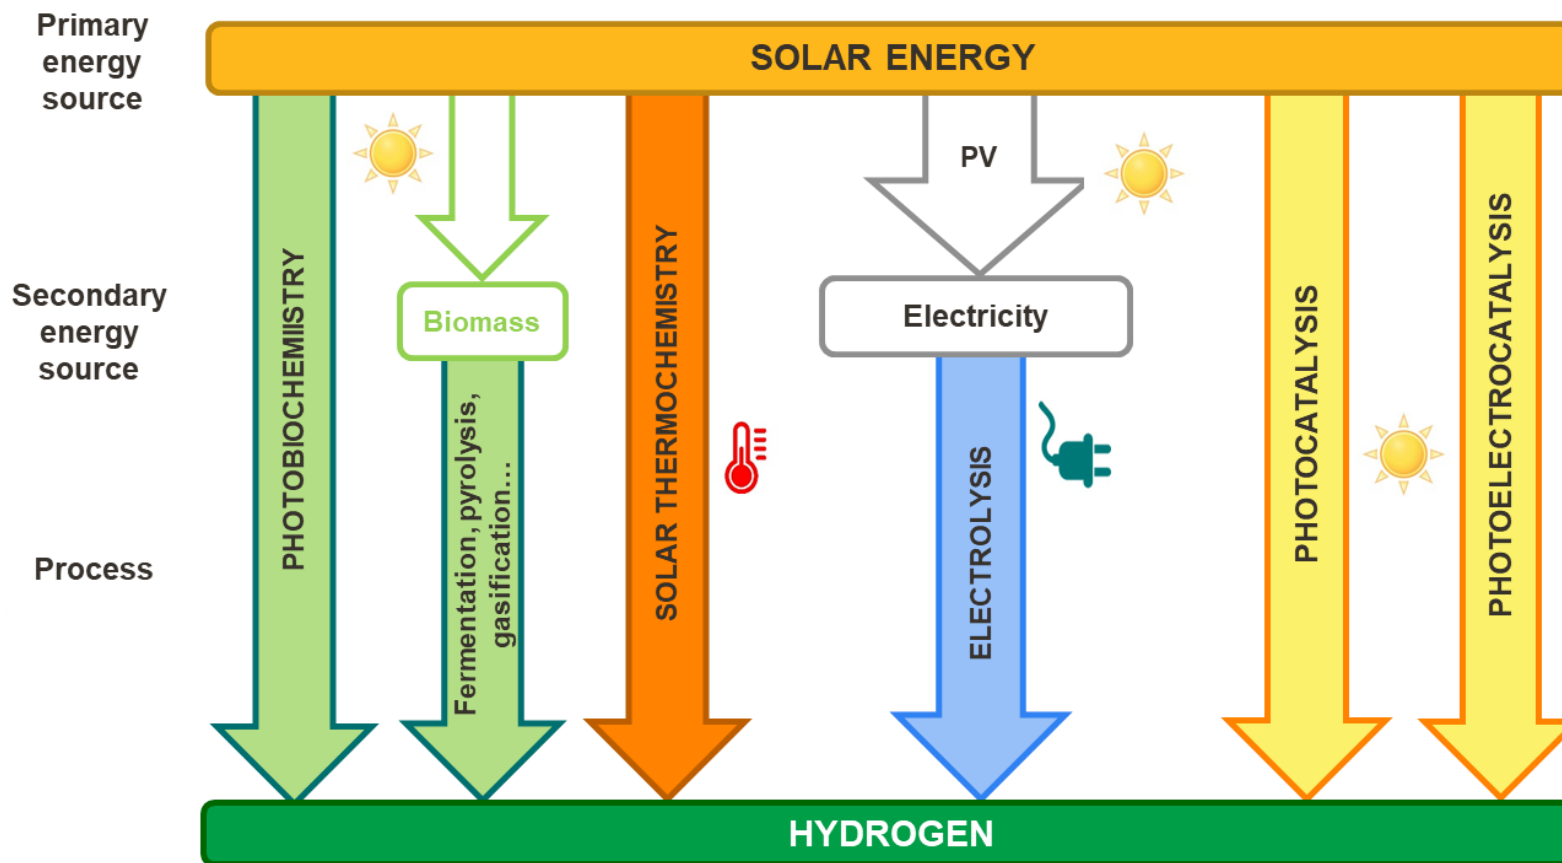 Primary
energy
source
SOLAR ENERGY
PV
Secondary
energy
source
Biomass
Electricity
Process
PHOTOBIOCHEMIISTRY
Fermentation, pyrolysis,
gasification...
SOLAR THERMOCHEMISTRY
ELECTROLYSIS
PHOTOCATALYSIS
PHOTOELECTROCATALYSIS
HYDROGEN